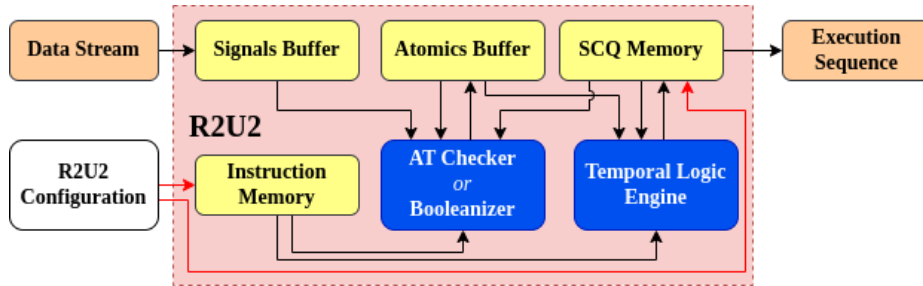 Data Stream
Signals Buffer
Atomics Buffer
SCQ Memory
Execution
Sequence
R2U2
R2U2
Configuration
Instruction
Memory
AT Checker
or
Booleanizer
Temporal Logic
Engine